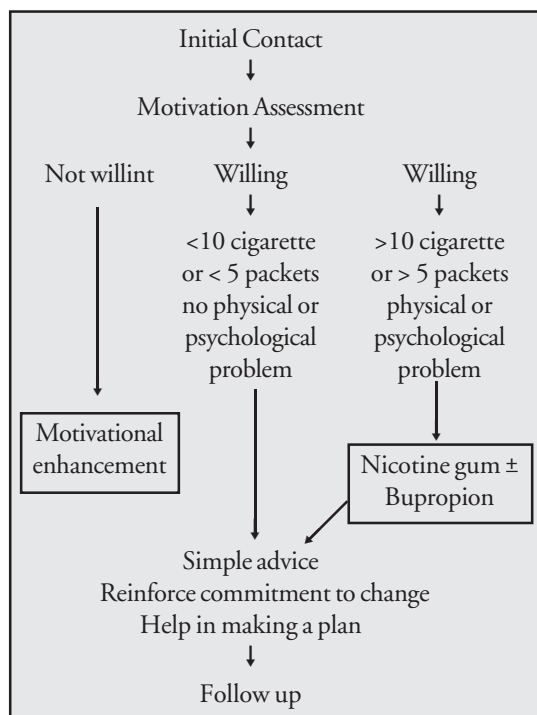 Initial Contact
Motivation Assessment
Not willint
Willing
Willing
<10 cigarette
or < 5 packets
no physical or
psychological
problem
>10 cigarette
or > 5 packets
physical or
psychological
problem
Motivational
enhancement
Nicotine gum ±
Bupropion
Simple advice
Reinforce commitment to change
Help in making a plan
Follow up